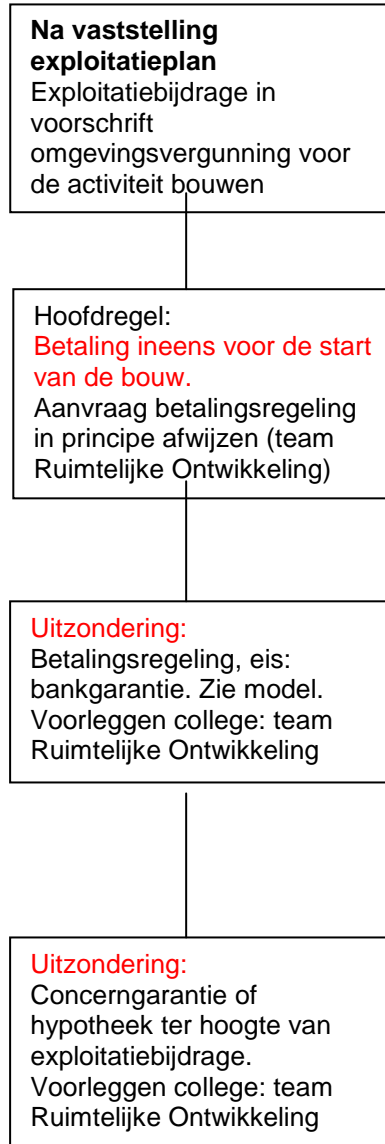 Na vaststelling
exploitatieplan
Exploitatiebijdrage in
voorschrift
omgevingsvergunning voor
de activiteit bouwen
Hoofdregel:
Betaling ineens voor de start
van de bouw.
Aanvraag betalingsregeling
in principe afwijzen (team
Ruimtelijke Ontwikkeling)
Uitzondering:
Betalingsregeling, eis:
bankgarantie. Zie model.
Voorleggen college: team
Ruimtelijke Ontwikkeling
Uitzondering:
Concerngarantie of
hypotheek ter hoogte van
exploitatiebijdrage.
Voorleggen college: team
Ruimtelijke Ontwikkeling